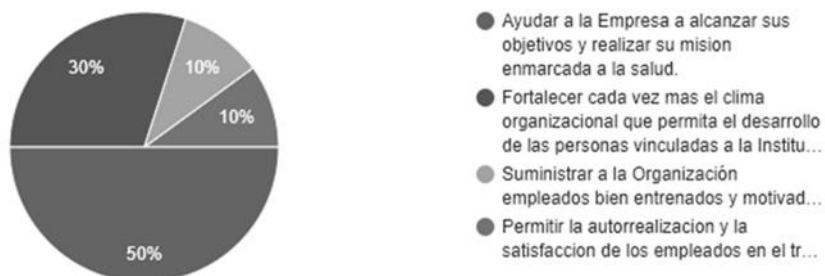 30%
10%
10%
50%
Ayudar a la Empresa a alcanzar sus
objetivos y realizar su mision
enmarcada a la salud.
Fortalecer cada vez mas el clima
organizacional que permita el desarrollo
de las personas vinculadas a la Institu...
Suministrar a la Organización
empleados bien entrenados y motivad...
Permitir la autorrealizacion y la
satisfaccion de los empleados en el tr...